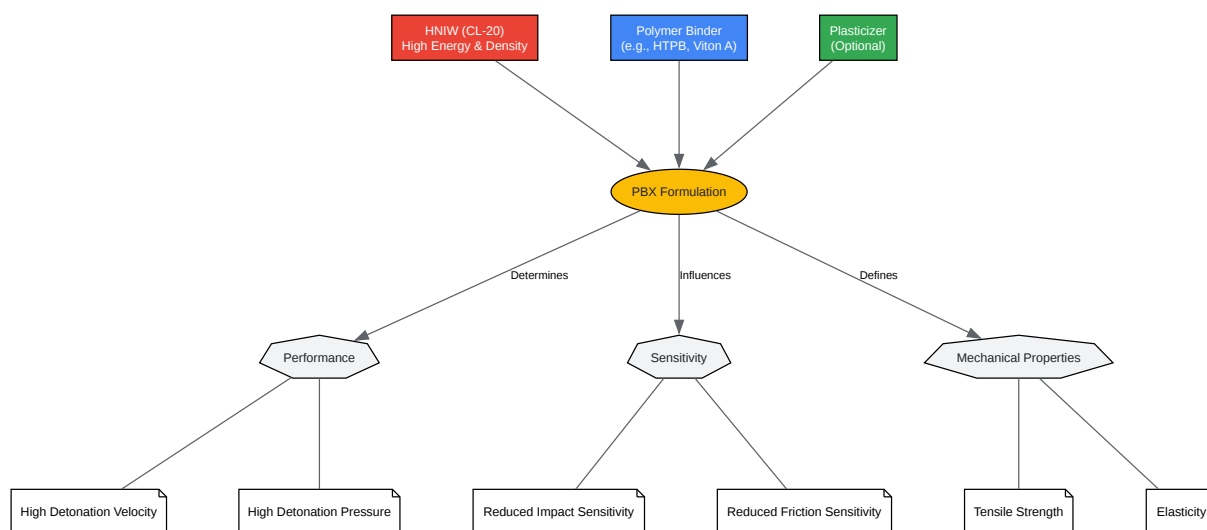 HNIW (CL-20)
High Energy & Density
Polymer Binder
(e.g., HTPB, Viton A)
Plasticizer
(Optional)
PBX Formulation
Determines
Influences
Defines
Performance
Sensitivity
Mechanical Properties
High Detonation Velocity
High Detonation Pressure
Reduced Impact Sensitivity
Reduced Friction Sensitivity
Tensile Strength
Elasticity